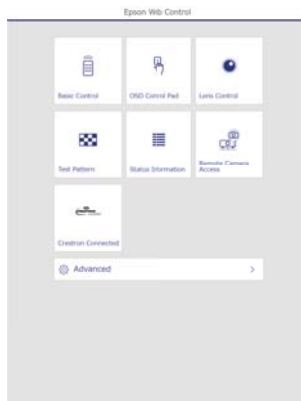 Epson Web Control
Basic Control
OSD Control Pad
Lens Control
Test Pattern
Status Information
Remote Camera
Access
Crestron Connected
Advanced